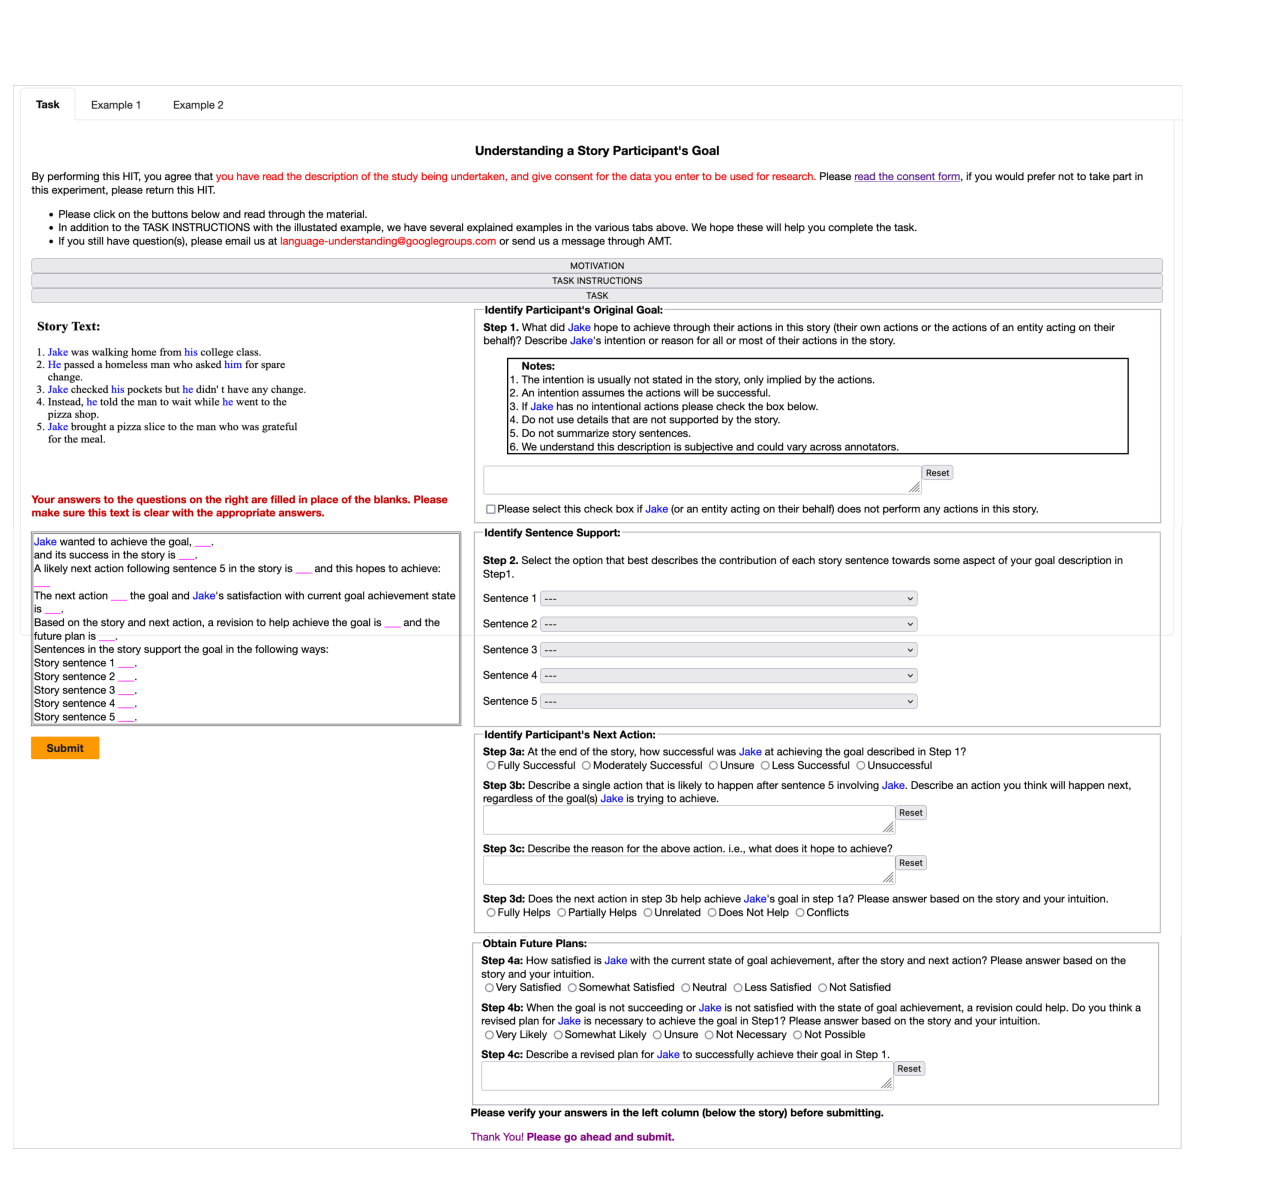 Task
Example 1
Example 2
Understanding a Story Participant's Goal
By performing this HIT, you agree that you have read the description of the study being undertaken, and give consent for the data you enter to be used for research. Please read the consent form, if you would prefer not to take part in
this experiment, please return this HIT.
• Please click on the buttons below and read through the material.
• In addition to the TASK INSTRUCTIONS with the illustated example, we have several explained examples in the various tabs above. We hope these will help you complete the task.
• If you still have question(s), please email us at language-understanding@googlegroups.com or send us a message through AMT.
MOTIVATION
TASK INSTRUCTIONS
TASK
Story Text:
1. Jake was walking home from his college class.
2. He passed a homeless man who asked him for spare
change.
3. Jake checked his pockets but he didn' t have any change.
4. Instead, he told the man to wait while he went to the
pizza shop.
5. Jake brought a pizza slice to the man who was grateful
for the meal.
Your answers to the questions on the right are filled in place of the blanks. Please
make sure this text is clear with the appropriate answers.
Jake wanted to achieve the goal, ___.
and its success in the story is ___.
A likely next action following sentence 5 in the story is ___ and this hopes to achieve:
___
The next action ___ the goal and Jake's satisfaction with current goal achievement state
is ___.
Based on the story and next action, a revision to help achieve the goal is ___ and the
future plan is ___.
Sentences in the story support the goal in the following ways:
Story sentence 1 ___.
Story sentence 2 ___.
Story sentence 3 ___.
Story sentence 4 ___.
Story sentence 5 ___.
Submit
Identify Participant's Original Goal:
Step 1. What did Jake hope to achieve through their actions in this story (their own actions or the actions of an entity acting on their
behalf)? Describe Jake's intention or reason for all or most of their actions in the story.
Notes:
1. The intention is usually not stated in the story, only implied by the actions.
2. An intention assumes the actions will be successful.
3. If Jake has no intentional actions please check the box below.
4. Do not use details that are not supported by the story.
5. Do not summarize story sentences.
6. We understand this description is subjective and could vary across annotators.
Reset
Please select this check box if Jake (or an entity acting on their behalf) does not perform any actions in this story.
Identify Sentence Support:
Step 2. Select the option that best describes the contribution of each story sentence towards some aspect of your goal description in
Step1.
Sentence 1 ---
Sentence 2 ---
Sentence 3 ---
Sentence 4 ---
Sentence 5 ---
Identify Participant's Next Action:
Step 3a: At the end of the story, how successful was Jake at achieving the goal described in Step 1?
Fully Successful Moderately Successful Unsure Less Successful Unsuccessful
Step 3b: Describe a single action that is likely to happen after sentence 5 involving Jake. Describe an action you think will happen next,
regardless of the goal(s) Jake is trying to achieve.
Reset
Step 3c: Describe the reason for the above action. i.e., what does it hope to achieve?
Reset
Step 3d: Does the next action in step 3b help achieve Jake's goal in step 1a? Please answer based on the story and your intuition.
Fully Helps Partially Helps Unrelated Does Not Help Conflicts
Obtain Future Plans:
Step 4a: How satisfied is Jake with the current state of goal achievement, after the story and next action? Please answer based on the
story and your intuition.
Very Satisfied Somewhat Satisfied Neutral Less Satisfied Not Satisfied
Step 4b: When the goal is not succeeding or Jake is not satisfied with the state of goal achievement, a revision could help. Do you think a
revised plan for Jake is necessary to achieve the goal in Step1? Please answer based on the story and your intuition.
Very Likely Somewhat Likely Unsure Not Necessary Not Possible
Step 4c: Describe a revised plan for Jake to successfully achieve their goal in Step 1.
Reset
Please verify your answers in the left column (below the story) before submitting.
Thank You! Please go ahead and submit.